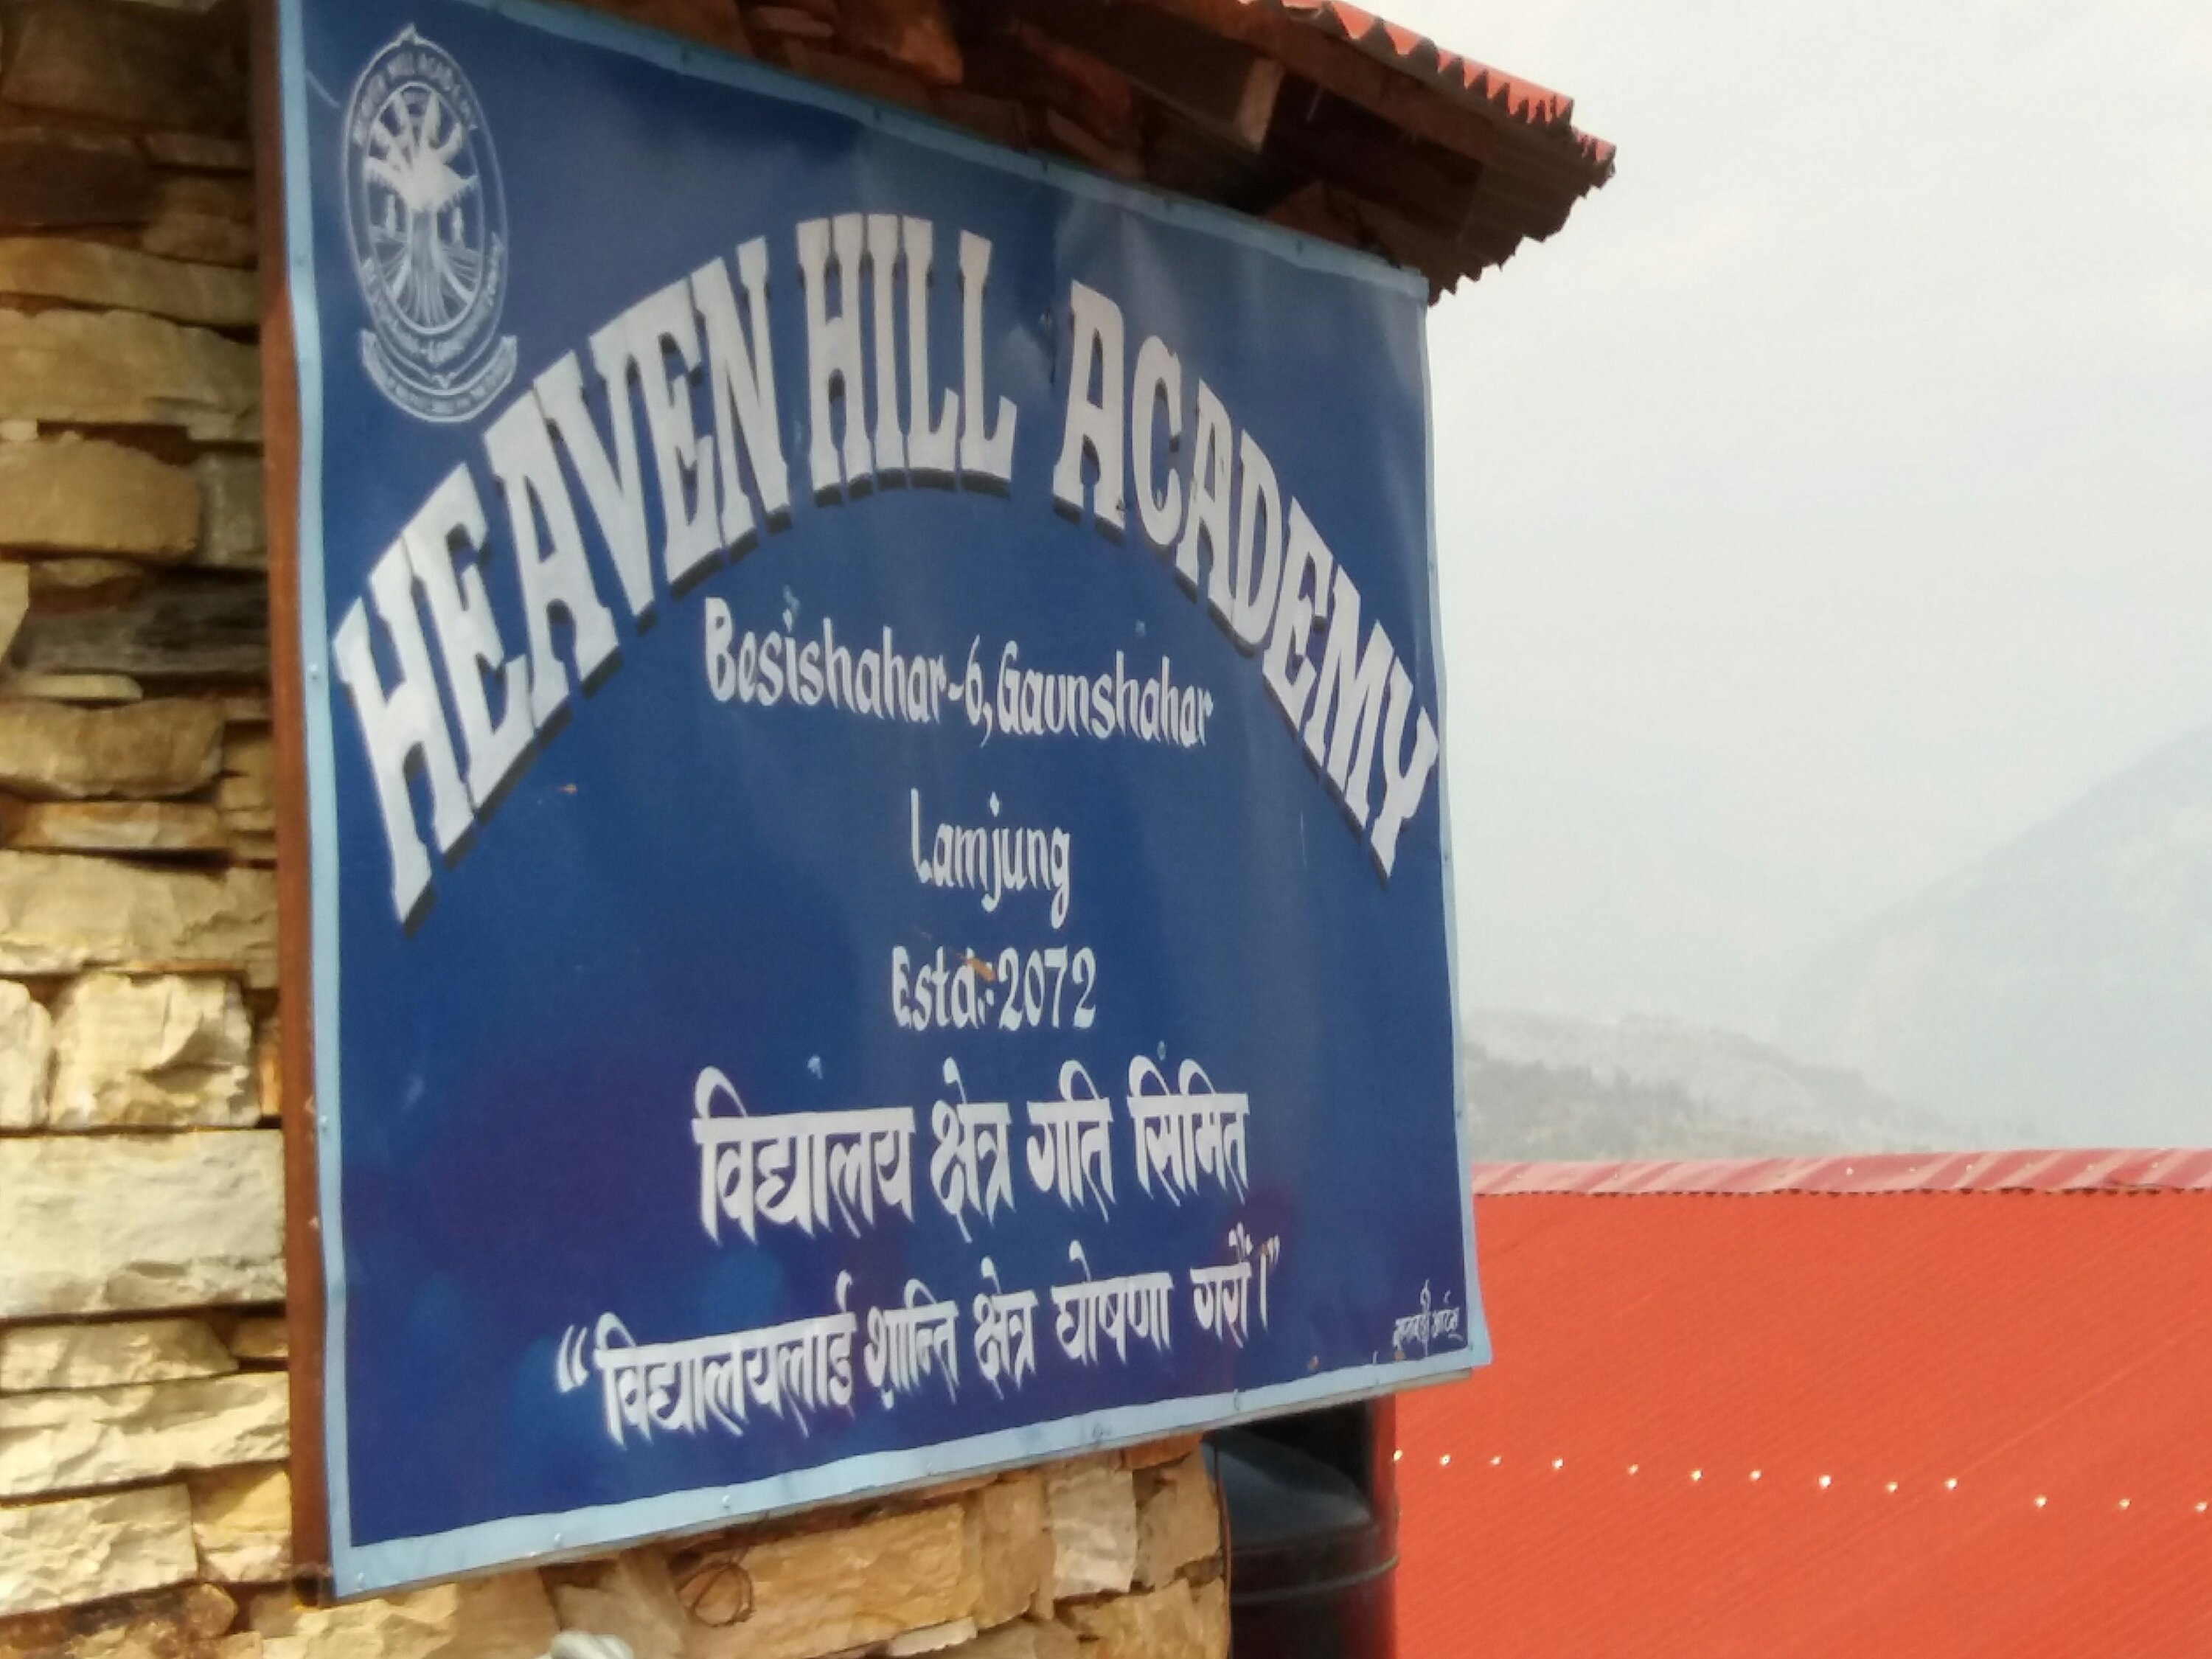 HEAVEN HILL ACADEMY
Besishahar-6, Gaunshahar
Lamjung
Estd:-2072
विद्यालय क्षेत्र गति सिमित
“विद्यालयलाई शान्ति क्षेत्र घोषणा गरौं।”